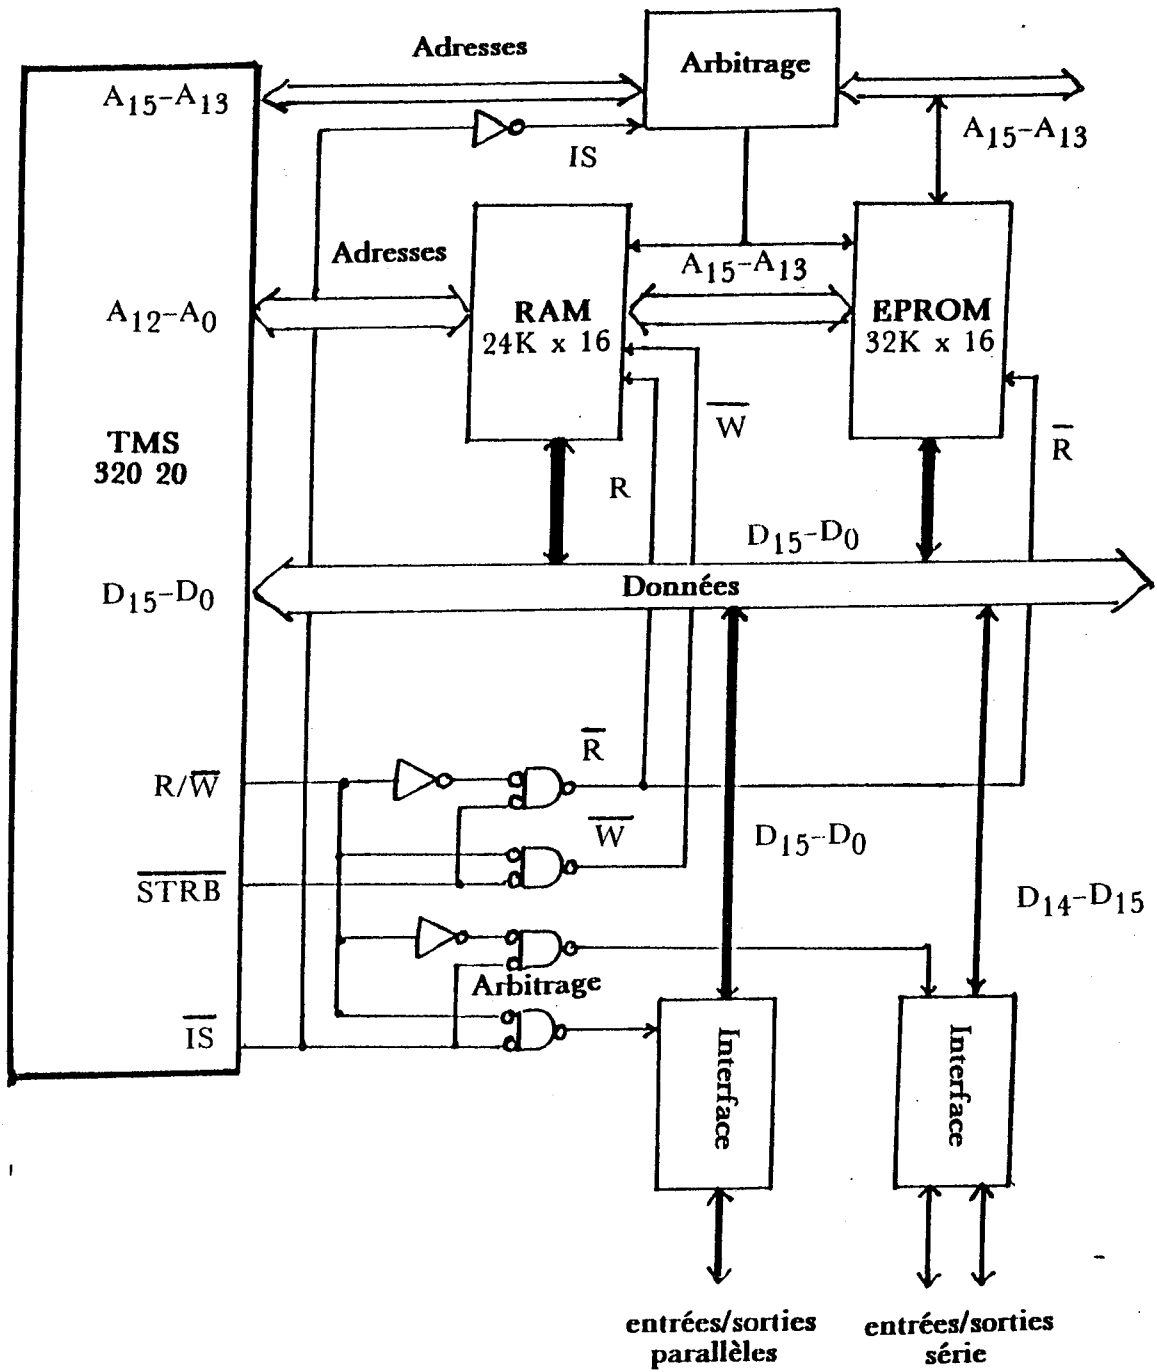 Adresses
Arbitrage
A15-A13
IS
A15-A13
Adresses
A15-A13
A12-A0
RAM
24K x 16
EPROM
32K x 16
W̅
R̅
TMS
320 20
R
D15-D0
D15-D0
Données
R̅
R/W̅
W̅
D15-D0
S̅T̅R̅B̅
D14-D15
Arbitrage
I̅S̅
Interface
Interface
entrées/sorties
parallèles
entrées/sorties
série